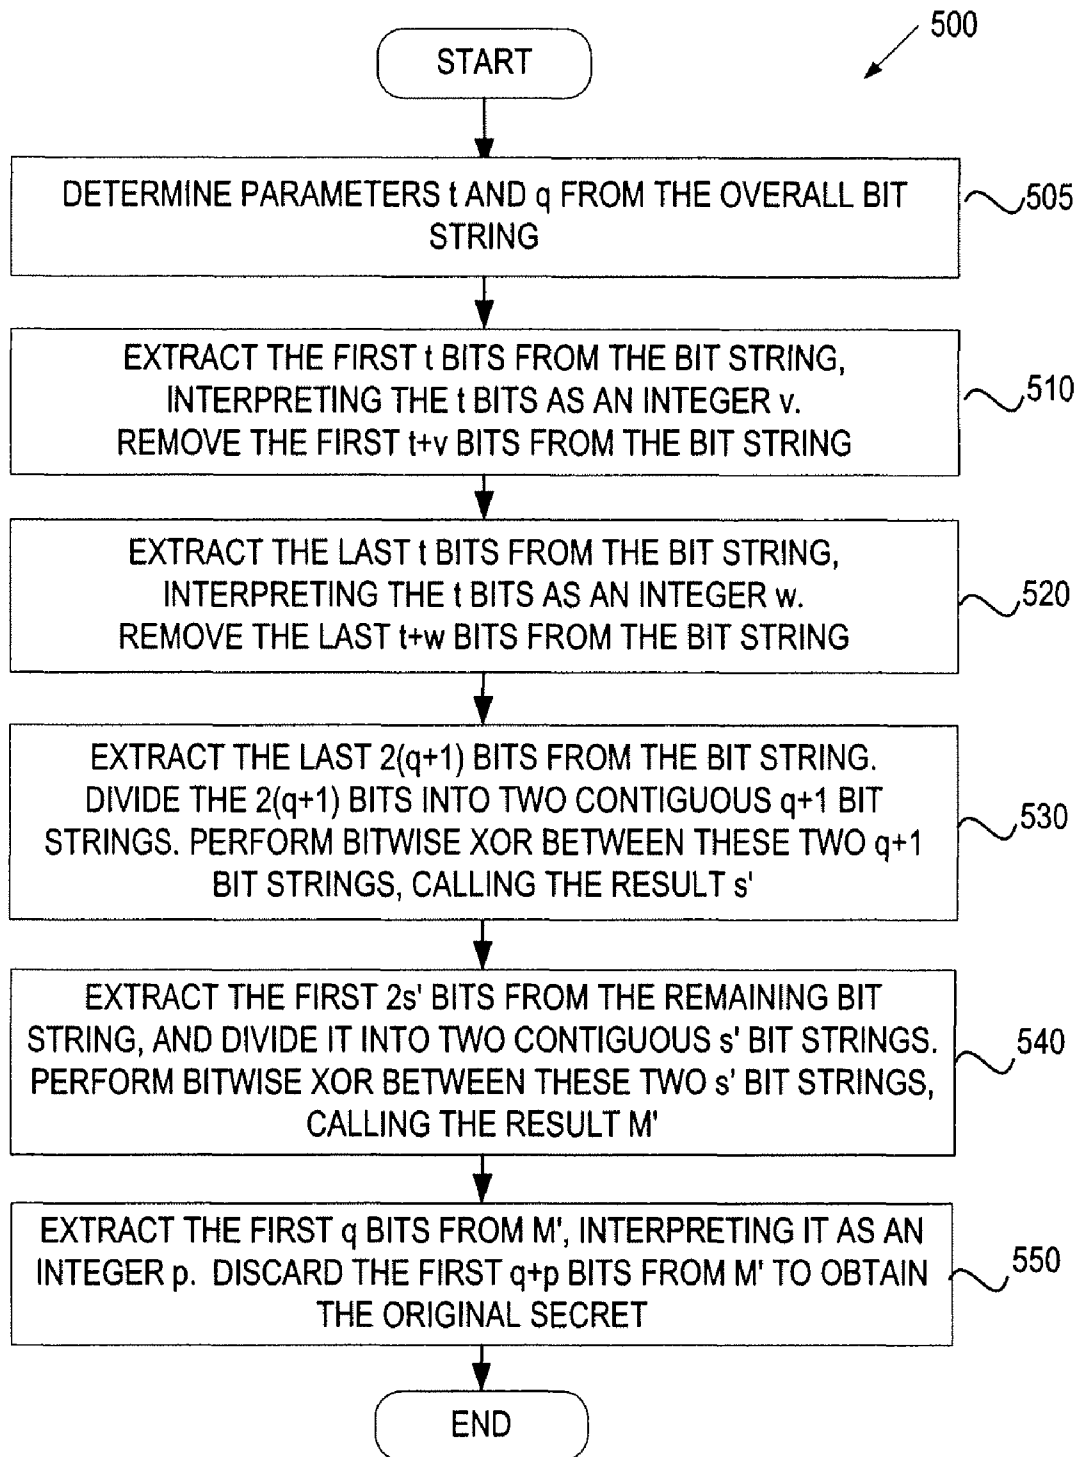 500
START
DETERMINE PARAMETERS t AND q FROM THE OVERALL BIT
STRING
505
EXTRACT THE FIRST t BITS FROM THE BIT STRING,
INTERPRETING THE t BITS AS AN INTEGER v.
REMOVE THE FIRST t+v BITS FROM THE BIT STRING
510
EXTRACT THE LAST t BITS FROM THE BIT STRING,
INTERPRETING THE t BITS AS AN INTEGER w.
REMOVE THE LAST t+w BITS FROM THE BIT STRING
520
EXTRACT THE LAST 2(q+1) BITS FROM THE BIT STRING.
DIVIDE THE 2(q+1) BITS INTO TWO CONTIGUOUS q+1 BIT
STRINGS. PERFORM BITWISE XOR BETWEEN THESE TWO q+1
BIT STRINGS, CALLING THE RESULT s'
530
EXTRACT THE FIRST 2s' BITS FROM THE REMAINING BIT
STRING, AND DIVIDE IT INTO TWO CONTIGUOUS s' BIT STRINGS.
PERFORM BITWISE XOR BETWEEN THESE TWO s' BIT STRINGS,
CALLING THE RESULT M'
540
EXTRACT THE FIRST q BITS FROM M', INTERPRETING IT AS AN
INTEGER p. DISCARD THE FIRST q+p BITS FROM M' TO OBTAIN
THE ORIGINAL SECRET
550
END